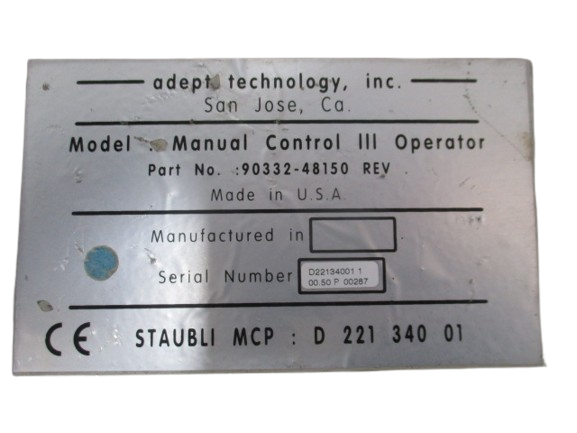 adept technology, inc.
San Jose, Ca.
Model : Manual Control III Operator
Part No. :90332-48150 REV .
Made in U.S.A.
Manufactured in
Serial Number
D22134001 1
00.50 P. 00287
CE STAUBLI MCP : D 221 340 01